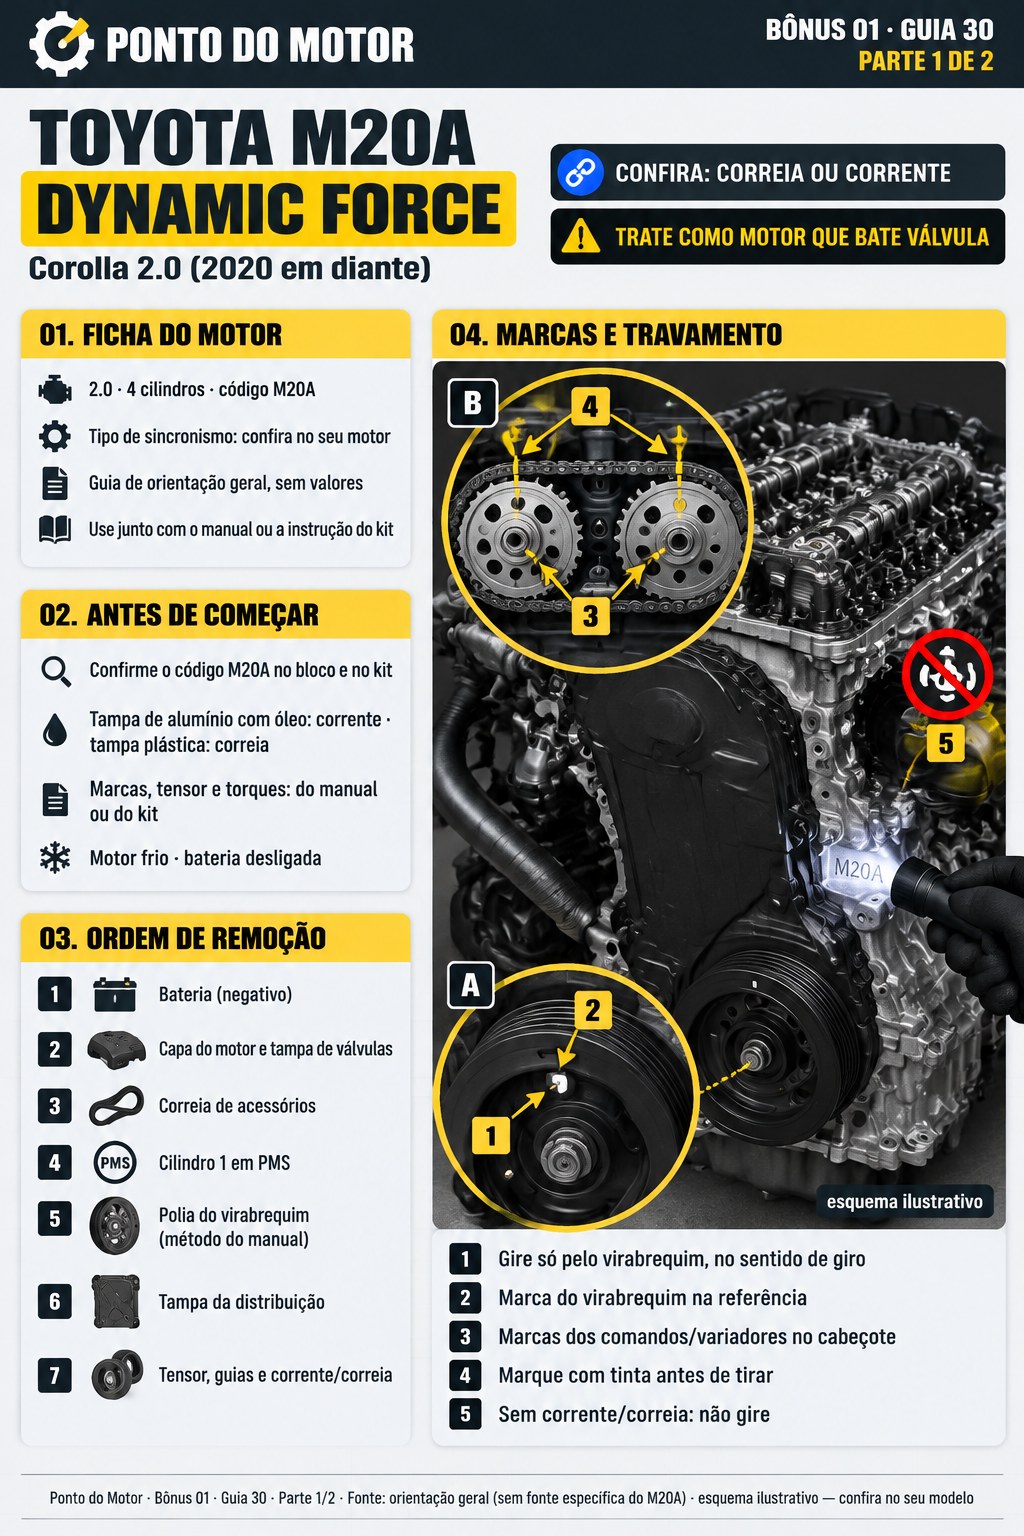 PONTO DO MOTOR
BÔNUS 01 · GUIA 30
PARTE 1 DE 2
TOYOTA M20A
DYNAMIC FORCE
Corolla 2.0 (2020 em diante)
CONFIRA: CORREIA OU CORRENTE
TRATE COMO MOTOR QUE BATE VÁLVULA
01. FICHA DO MOTOR
2.0 · 4 cilindros · código M20A
Tipo de sincronismo: confira no seu motor
Guia de orientação geral, sem valores
Use junto com o manual ou a instrução do kit
02. ANTES DE COMEÇAR
Confirme o código M20A no bloco e no kit
Tampa de alumínio com óleo: corrente ·
tampa plástica: correia
Marcas, tensor e torques: do manual
ou do kit
Motor frio · bateria desligada
03. ORDEM DE REMOÇÃO
1 Bateria (negativo)
2 Capa do motor e tampa de válvulas
3 Correia de acessórios
4 PMS Cilindro 1 em PMS
5 Polia do virabrequim
(método do manual)
6 Tampa da distribuição
7 Tensor, guias e corrente/correia
04. MARCAS E TRAVAMENTO
B
4
3
5
M20A
A
2
1
esquema ilustrativo
1 Gire só pelo virabrequim, no sentido de giro
2 Marca do virabrequim na referência
3 Marcas dos comandos/variadores no cabeçote
4 Marque com tinta antes de tirar
5 Sem corrente/correia: não gire
Ponto do Motor · Bônus 01 · Guia 30 · Parte 1/2 · Fonte: orientação geral (sem fonte específica do M20A) · esquema ilustrativo — confira no seu modelo